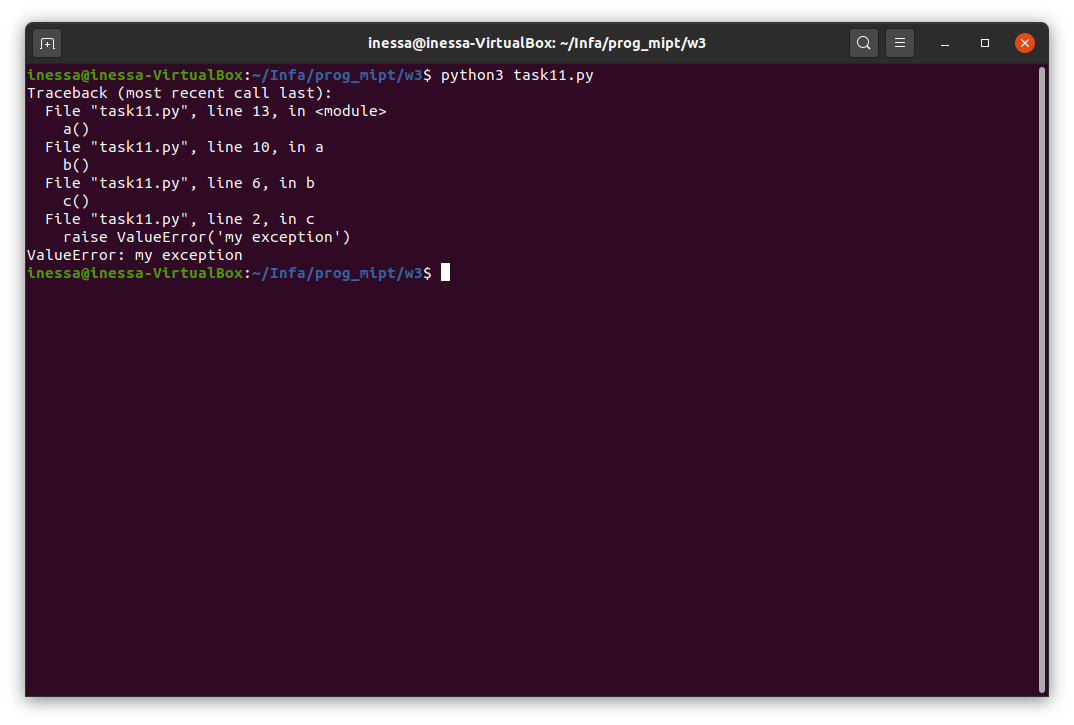 inessa@inessa-VirtualBox: ~/Infa/prog_mipt/w3
inessa@inessa-VirtualBox:~/Infa/prog_mipt/w3$ python3 task11.py
Traceback (most recent call last):
  File "task11.py", line 13, in <module>
    a()
  File "task11.py", line 10, in a
    b()
  File "task11.py", line 6, in b
    c()
  File "task11.py", line 2, in c
    raise ValueError('my exception')
ValueError: my exception
inessa@inessa-VirtualBox:~/Infa/prog_mipt/w3$